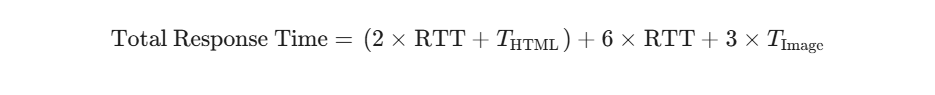 Total Response Time = (2 × RTT + T_HTML) + 6 × RTT + 3 × T_Image